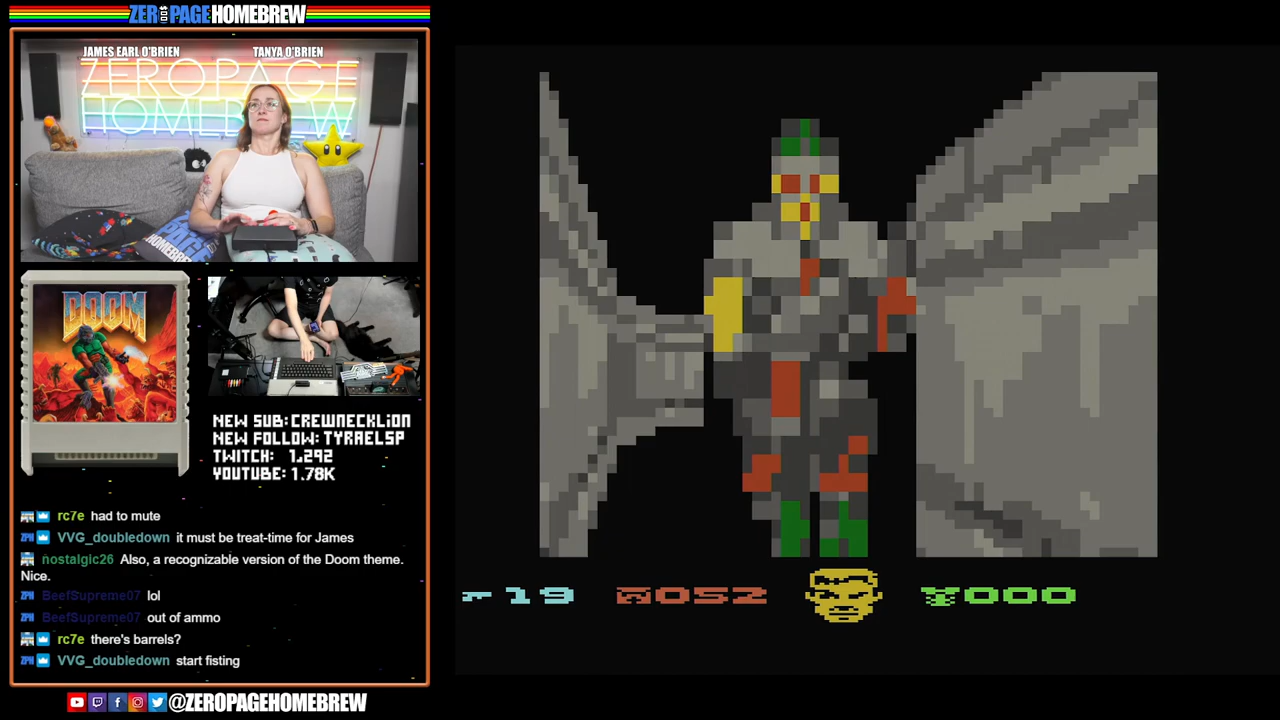 ZERO PAGE HOMEBREW
JAMES EARL O'BRIEN
TANYA O'BRIEN
ZEROPAGE
HOMEBREW
DOOM
NEW SUB:CREWNECKLiON
NEW FOLLOW:TYRAELSP
TWITCH: 1,292
YOUTUBE:1.78K
rc7e had to mute
VVG_doubledown it must be treat-time for James
nostalgic26 Also, a recognizable version of the Doom theme.
Nice.
BeefSupreme07 lol
BeefSupreme07 out of ammo
rc7e there's barrels?
VVG_doubledown start fisting
19 052 000
@ZEROPAGEHOMEBREW